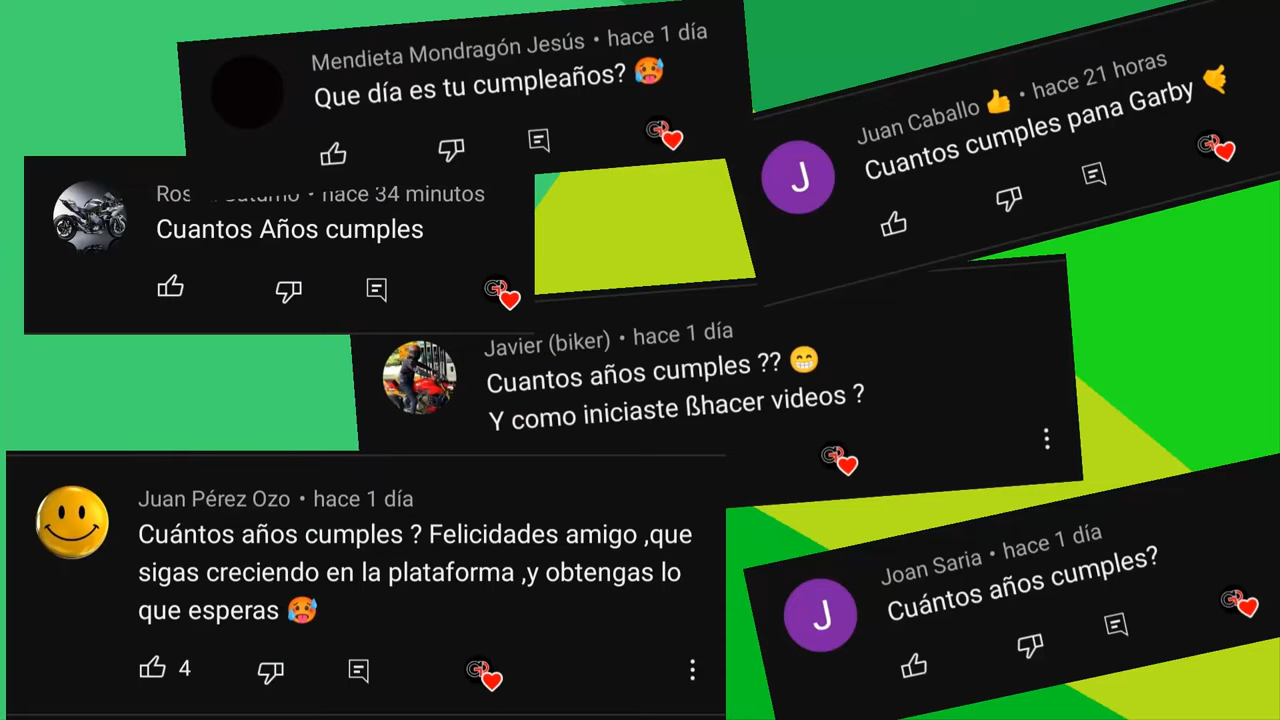 Mendieta Mondragón Jesús • hace 1 día
Que día es tu cumpleaños? 🥵
Juan Caballo 👍 • hace 21 horas
Cuantos cumples pana Garby 🤙
J
hace 34 minutos
Cuantos Años cumples
Javier (biker) • hace 1 día
Cuantos años cumples ?? 😁
Y como iniciaste ßhacer videos ?
Juan Pérez Ozo • hace 1 día
Cuántos años cumples ? Felicidades amigo ,que
sigas creciendo en la plataforma ,y obtengas lo
que esperas 🥵
4
Joan Saria • hace 1 día
Cuántos años cumples?
J